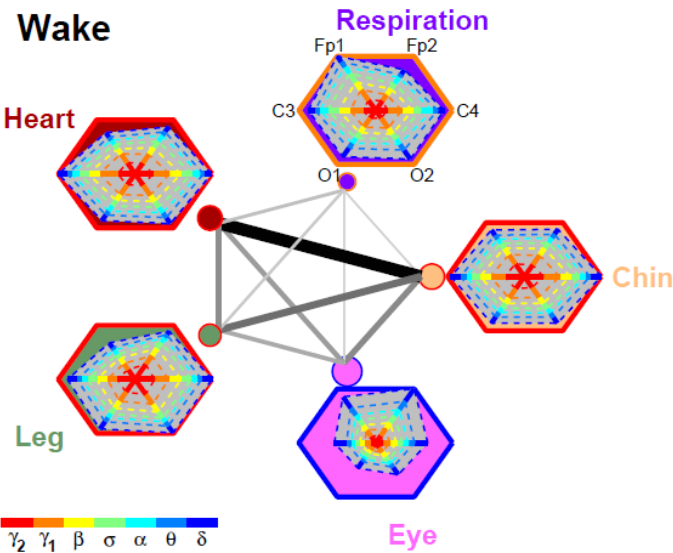 Wake
Respiration
Fp1 Fp2
C3 C4
O1 O2
Heart
Chin
Leg
Eye
γ2 γ1 β σ α θ δ